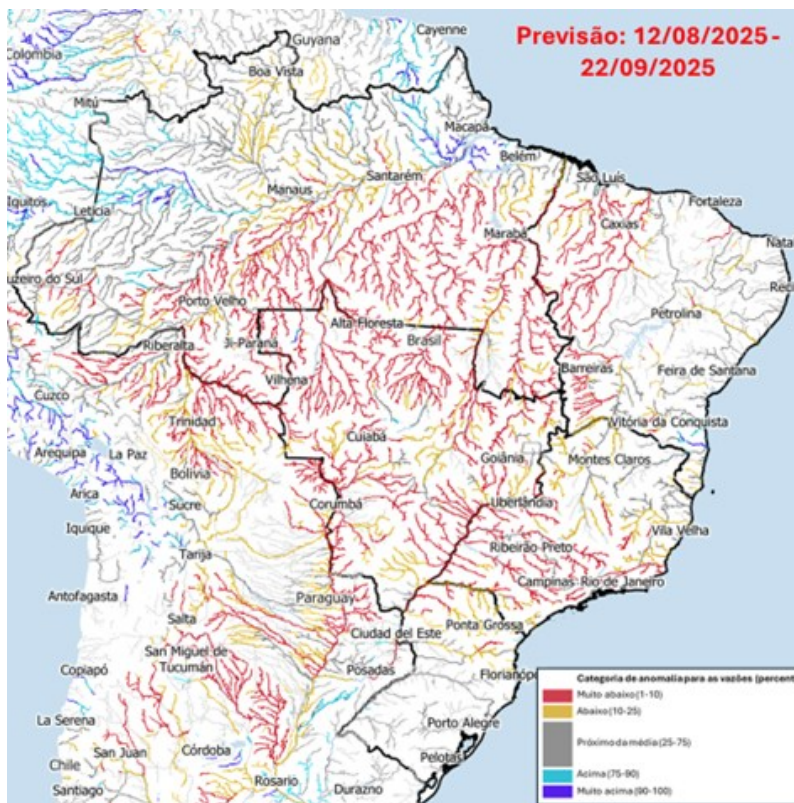 Previsão: 12/08/2025 -
22/09/2025
Cayenne
Guyana
Colombia
Boa Vista
Mitú
Macapá
Belém
São Luís
Santarém
Manaus
Fortaleza
Iquitos
Letícia
Caxias
Marabá
Porto Velho
Petrolina
Alta Floresta
Brasil
Riberalta
Ji-Paraná
Barreiras
Feira de Santana
Vilhena
Cuzco
Vitória da Conquista
Trinidad
Cuiabá
Arequipa
La Paz
Goiânia
Montes Claros
Bolivia
Arica
Corumbá
Uberlândia
Sucre
Iquique
Vila Velha
Ribeirão Preto
Tarija
Campinas
Rio de Janeiro
Antofagasta
Paraguay
Salta
Ponta Grossa
Ciudad del Este
San Miguel de
Tucumán
Posadas
Copiapó
La Serena
Porto Alegre
Córdoba
San Juan
Pelotas
Chile
Rosario
Santiago
Durazno
Categoria de anomalia para as vazões (percent
Muito abaixo (1-10)
Abaixo (10-25)
Próximo da média (25-75)
Acima (75-90)
Muito acima (90-100)